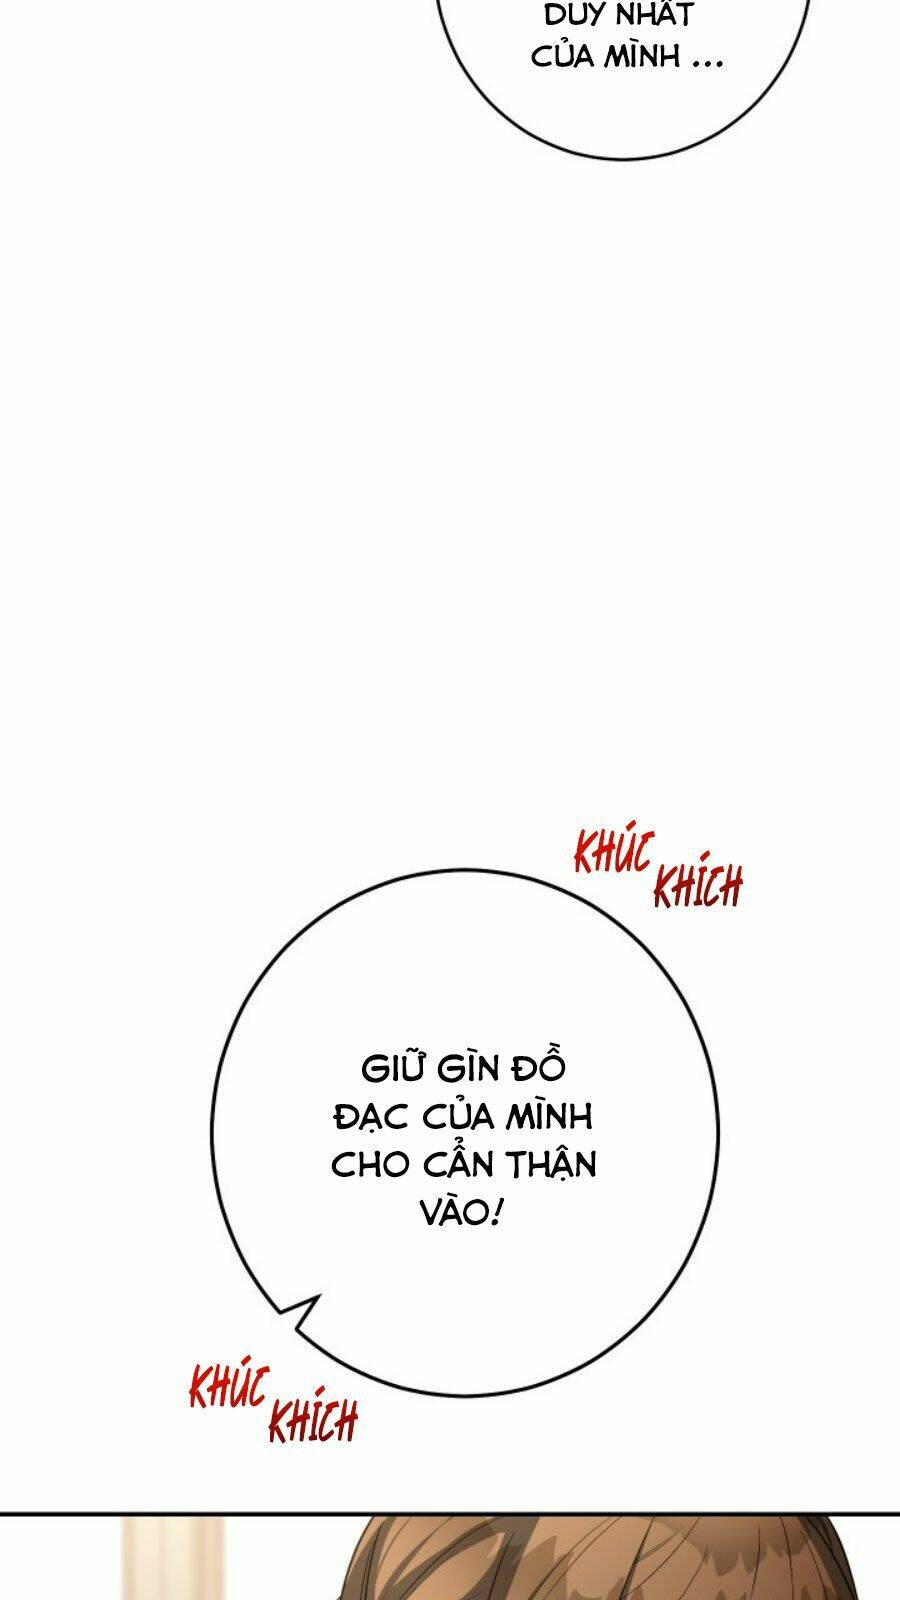 DUY NHẤT
CỦA MÌNH ...
KHÚC
KHÍCH
GIỮ GÌN ĐỒ
ĐẠC CỦA MÌNH
CHO CẨN THẬN
VÀO!
KHÚC
KHÍCH